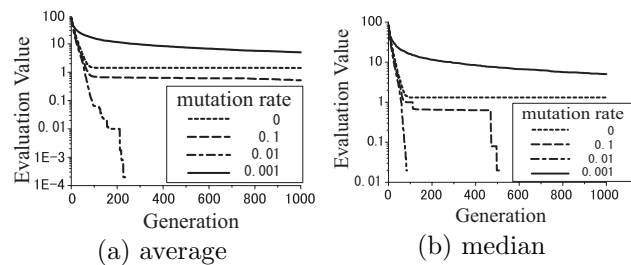 100
10
1
0.1
0.01
1E-3
1E-4
Evaluation Value
mutation rate
0
0.1
0.01
0.001
0 200 400 600 800 1000
Generation
(a) average
100
10
1
0.1
0.01
Evaluation Value
mutation rate
0
0.1
0.01
0.001
0 200 400 600 800 1000
Generation
(b) median